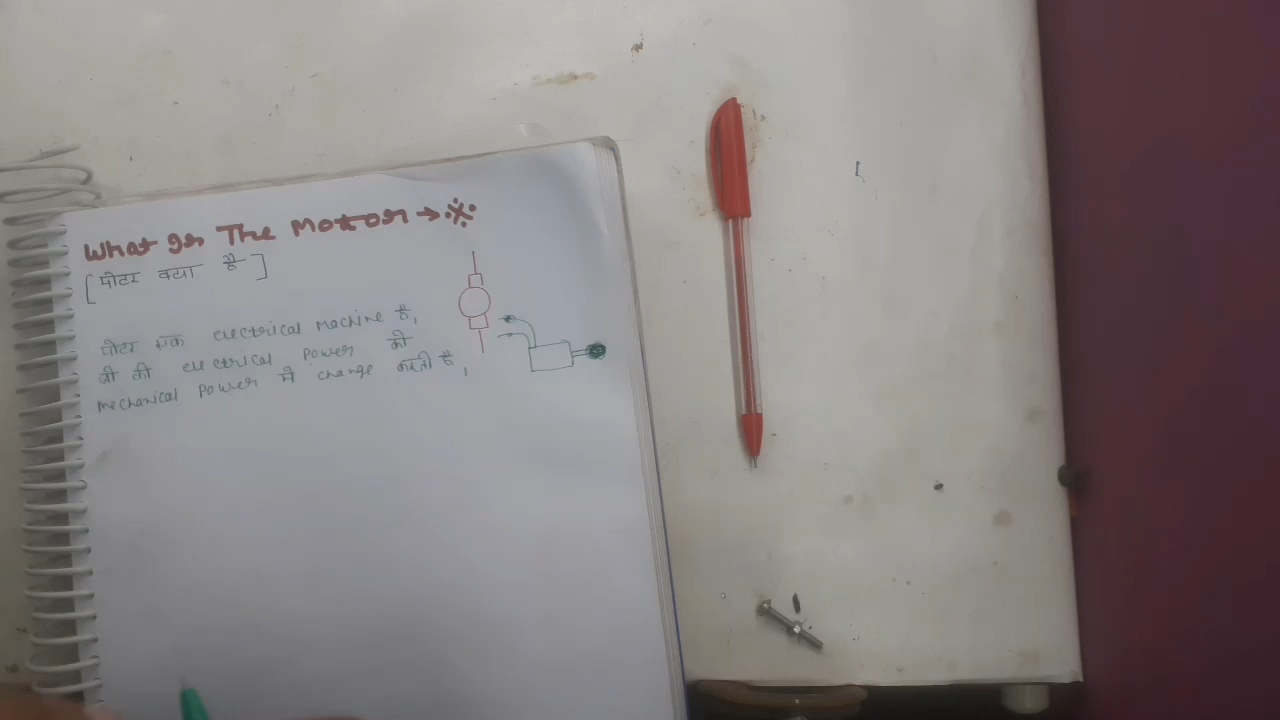 What Is The Motor →
[मोटर क्या है]
मोटर एक electrical machine है,
जी की electrical Power को
mechanical Power मे change करती है,